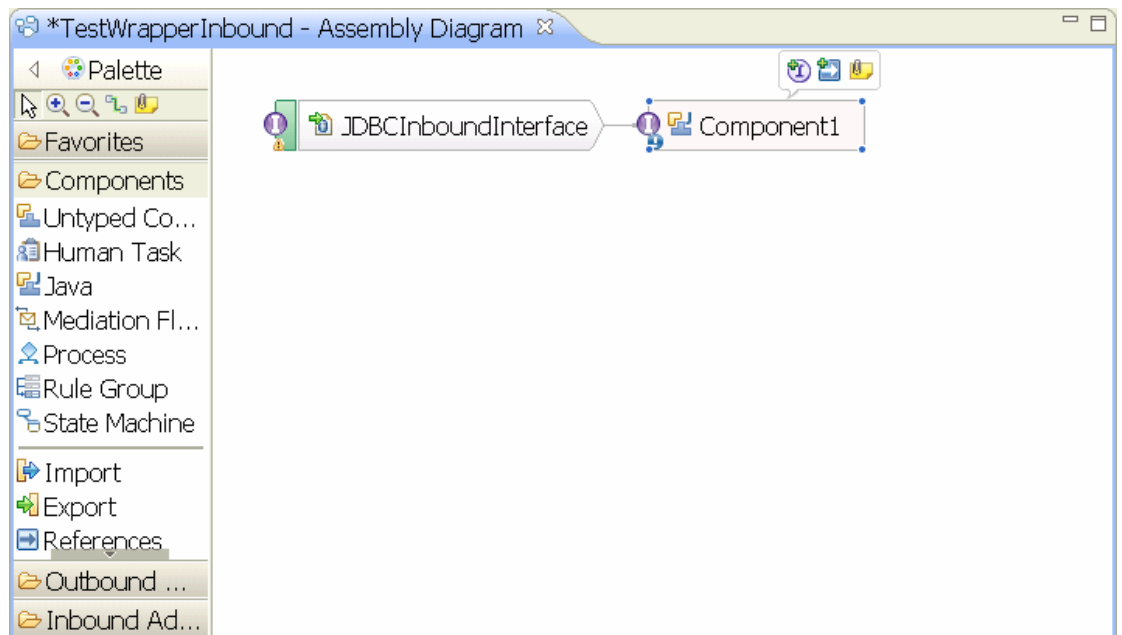 *TestWrapperInbound - Assembly Diagram
Palette
Favorites
Components
Untyped Co...
Human Task
Java
Mediation Fl...
Process
Rule Group
State Machine
Import
Export
References
Outbound ...
Inbound Ad...
JDBCInboundInterface
Component1